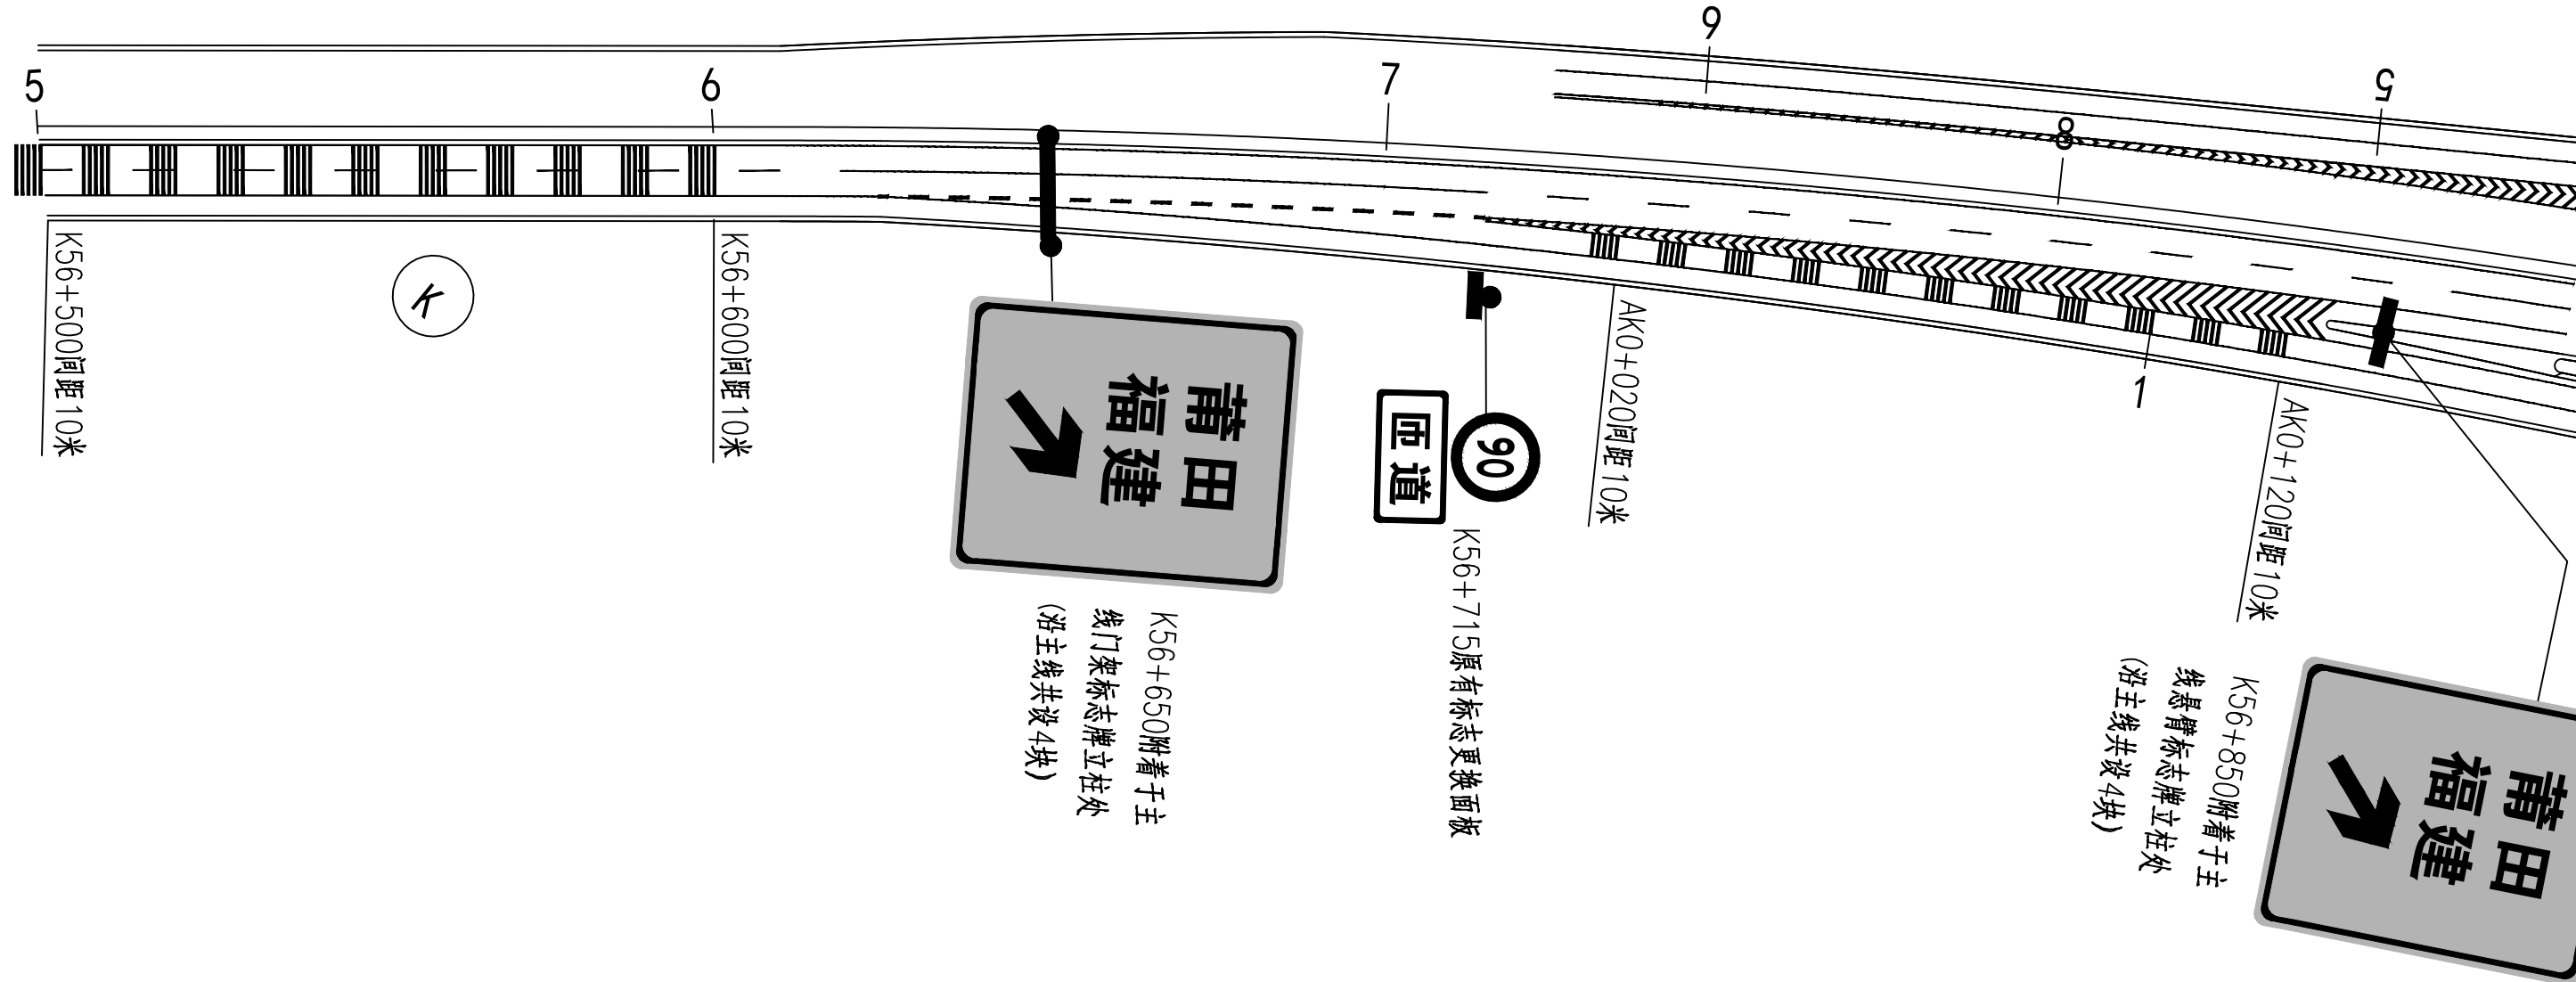 5
6
7
9
8
5
K56+500间距10米
K
K56+600间距10米
莆田
福建
K56+650附着于主
线门架标志牌立柱处
(沿主线共设4块)
匝道
90
K56+715原有标志更换面板
AK0+020间距10米
1
AK0+120间距10米
K56+850附着于主
线悬臂标志牌立柱处
(沿主线共设4块)
莆田
福建